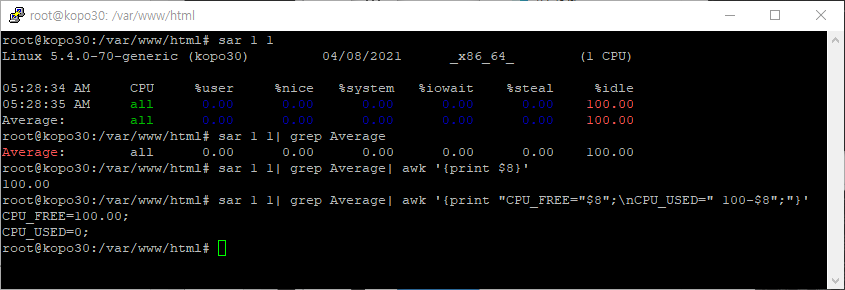 root@kopo30: /var/www/html
root@kopo30:/var/www/html# sar 1 1
Linux 5.4.0-70-generic (kopo30) 04/08/2021 _x86_64_ (1 CPU)
05:28:34 AM CPU %user %nice %system %iowait %steal %idle
05:28:35 AM all 0.00 0.00 0.00 0.00 0.00 100.00
Average: all 0.00 0.00 0.00 0.00 0.00 100.00
root@kopo30:/var/www/html# sar 1 1| grep Average
Average: all 0.00 0.00 0.00 0.00 0.00 100.00
root@kopo30:/var/www/html# sar 1 1| grep Average| awk '{print $8}'
100.00
root@kopo30:/var/www/html# sar 1 1| grep Average| awk '{print "CPU_FREE="$8";\nCPU_USED=" 100-$8";"}'
CPU_FREE=100.00;
CPU_USED=0;
root@kopo30:/var/www/html#